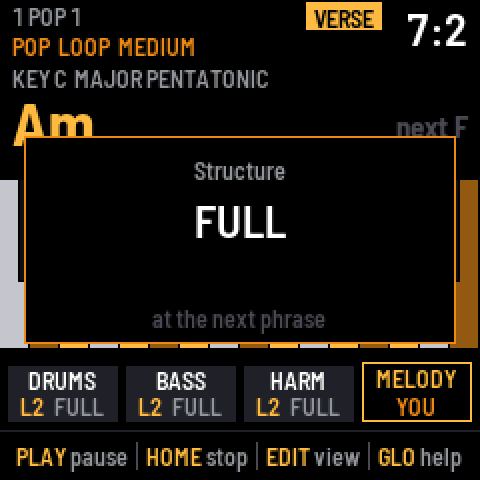 1 POP 1
VERSE
7:2
POP LOOP MEDIUM
KEY C MAJOR PENTATONIC
Am
next F
Structure
FULL
at the next phrase
DRUMS
L2 FULL
BASS
L2 FULL
HARM
L2 FULL
MELODY
YOU
PLAY pause
HOME stop
EDIT view
GLO help